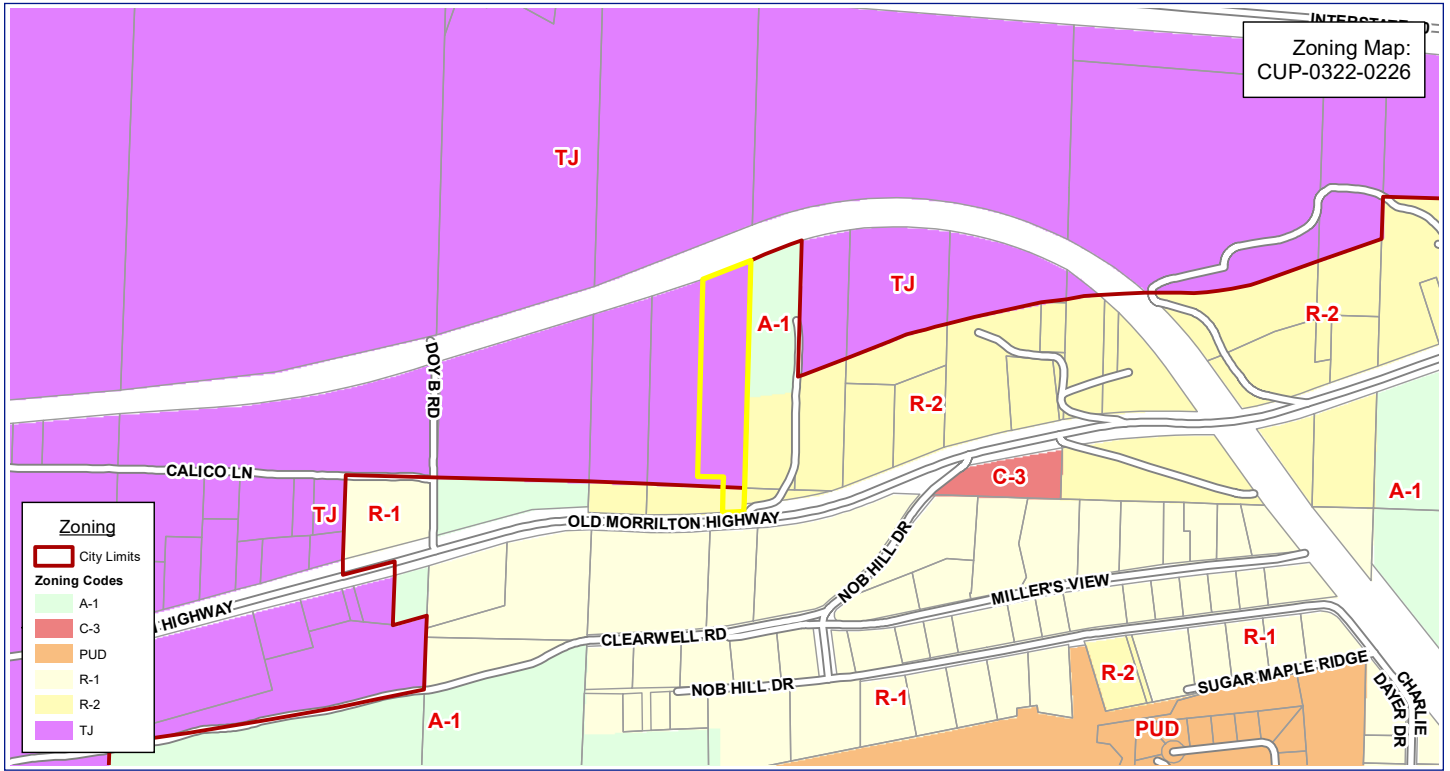 INTERSTATE
Zoning Map:
CUP-0322-0226
TJ
TJ
A-1
R-2
DOY B RD
R-2
CALICO LN
C-3
A-1
TJ
R-1
OLD MORRILTON HIGHWAY
NOB HILL DR
MILLER'S VIEW
HIGHWAY
CLEARWELL RD
R-1
R-2
SUGAR MAPLE RIDGE
NOB HILL DR
R-1
CHARLIE
DAYER DR
A-1
PUD
Zoning
City Limits
Zoning Codes
A-1
C-3
PUD
R-1
R-2
TJ